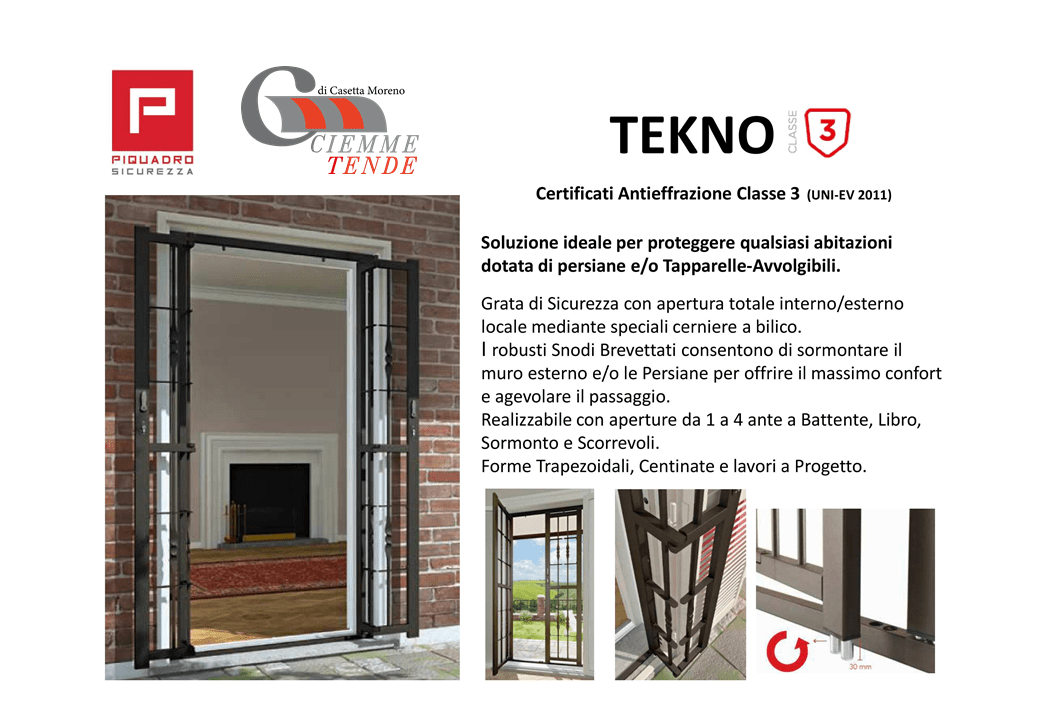 P
PIQUADRO
SICUREZZA
di Casetta Moreno
CIEMME
TENDE
TEKNO
CLASSE
3
Certificati Antieffrazione Classe 3 (UNI-EV 2011)
Soluzione ideale per proteggere qualsiasi abitazioni
dotata di persiane e/o Tapparelle-Avvolgibili.
Grata di Sicurezza con apertura totale interno/esterno
locale mediante speciali cerniere a bilico.
I robusti Snodi Brevettati consentono di sormontare il
muro esterno e/o le Persiane per offrire il massimo confort
e agevolare il passaggio.
Realizzabile con aperture da 1 a 4 ante a Battente, Libro,
Sormonto e Scorrevoli.
Forme Trapezoidali, Centinate e lavori a Progetto.
30 mm